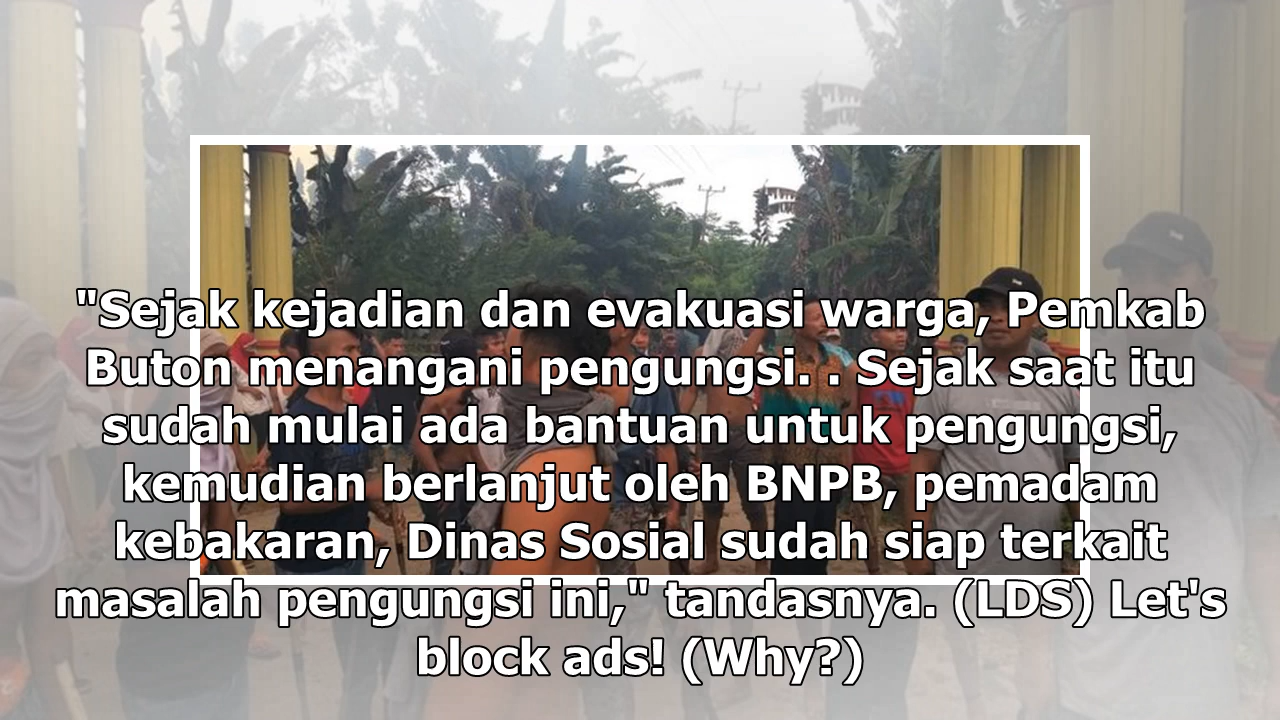 "Sejak kejadian dan evakuasi warga, Pemkab
Buton menangani pengungsi. . Sejak saat itu
sudah mulai ada bantuan untuk pengungsi,
kemudian berlanjut oleh BNPB, pemadam
kebakaran, Dinas Sosial sudah siap terkait
masalah pengungsi ini," tandasnya. (LDS) Let's
block ads! (Why?)